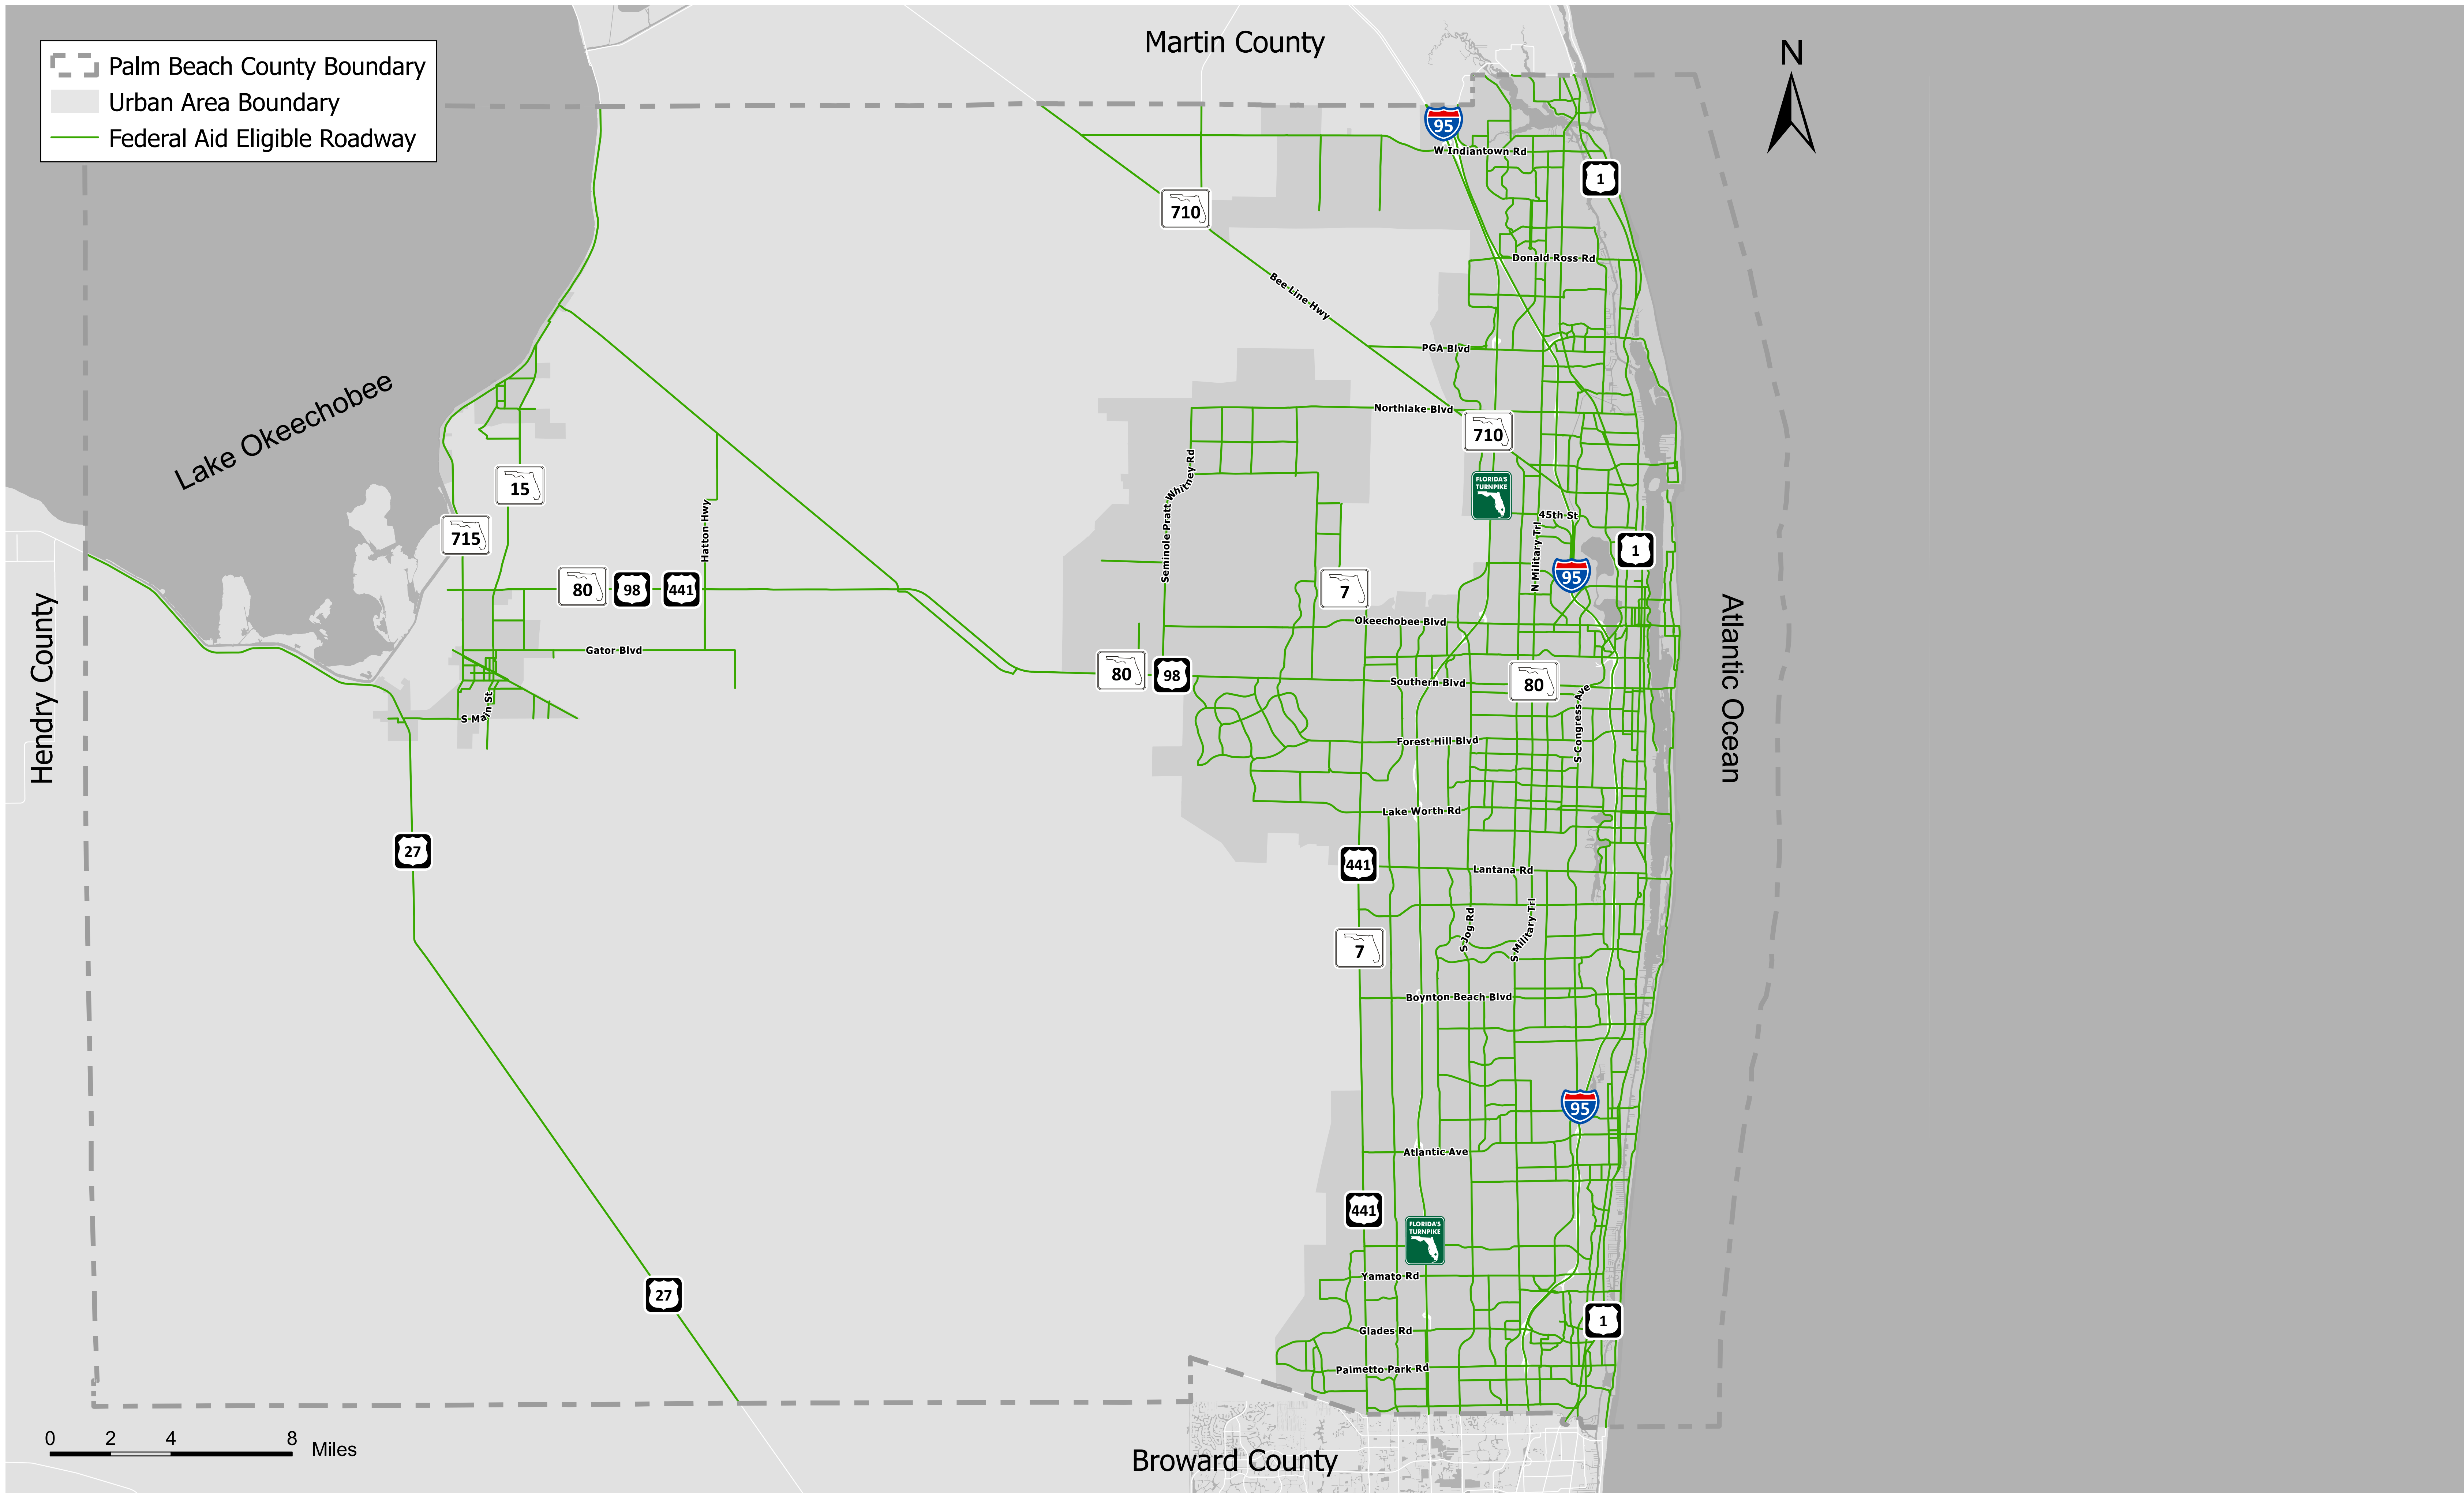 Martin County
N
Palm Beach County Boundary
Urban Area Boundary
Federal Aid Eligible Roadway
95
W Indiantown Rd
1
710
Donald Ross Rd
Bee Line Hwy
PGA Blvd
Lake Okeechobee
Northlake Blvd
710
15
Seminole Pratt Whitney Rd
FLORIDA'S
TURNPIKE
45th St
715
Hatton Hwy
N Military Trl
1
95
80
98
441
7
Okeechobee Blvd
Gator Blvd
Hendry County
Atlantic Ocean
80
98
Southern Blvd
80
S Main St
S Congress Ave
Forest Hill Blvd
Lake Worth Rd
27
441
Lantana Rd
S Jog Rd
S Military Trl
7
Boynton Beach Blvd
95
Atlantic Ave
441
FLORIDA'S
TURNPIKE
Yamato Rd
27
1
Glades Rd
Palmetto Park Rd
0 2 4 8
Miles
Broward County